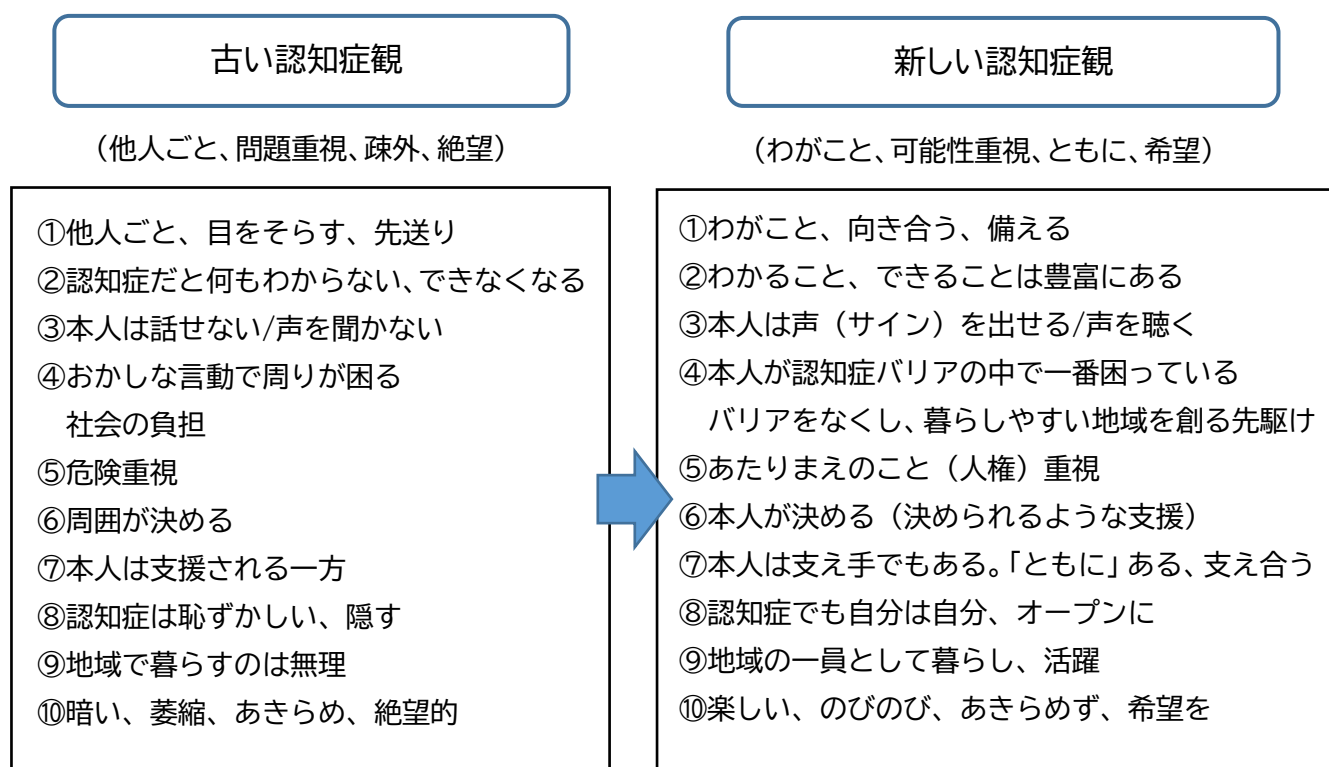 古い認知症観
（他人ごと、問題重視、疎外、絶望）
①他人ごと、目をそらす、先送り
②認知症だと何もわからない、できなくなる
③本人は話せない/声を聞かない
④おかしな言動で周りが困る
社会の負担
⑤危険重視
⑥周囲が決める
⑦本人は支援される一方
⑧認知症は恥ずかしい、隠す
⑨地域で暮らすのは無理
⑩暗い、萎縮、あきらめ、絶望的
新しい認知症観
（わがこと、可能性重視、ともに、希望）
①わがこと、向き合う、備える
②わかること、できることは豊富にある
③本人は声（サイン）を出せる/声を聴く
④本人が認知症バリアの中で一番困っている
バリアをなくし、暮らしやすい地域を創る先駆け
⑤あたりまえのこと（人権）重視
⑥本人が決める（決められるような支援）
⑦本人は支え手でもある。「ともに」ある、支え合う
⑧認知症でも自分は自分、オープンに
⑨地域の一員として暮らし、活躍
⑩楽しい、のびのび、あきらめず、希望を